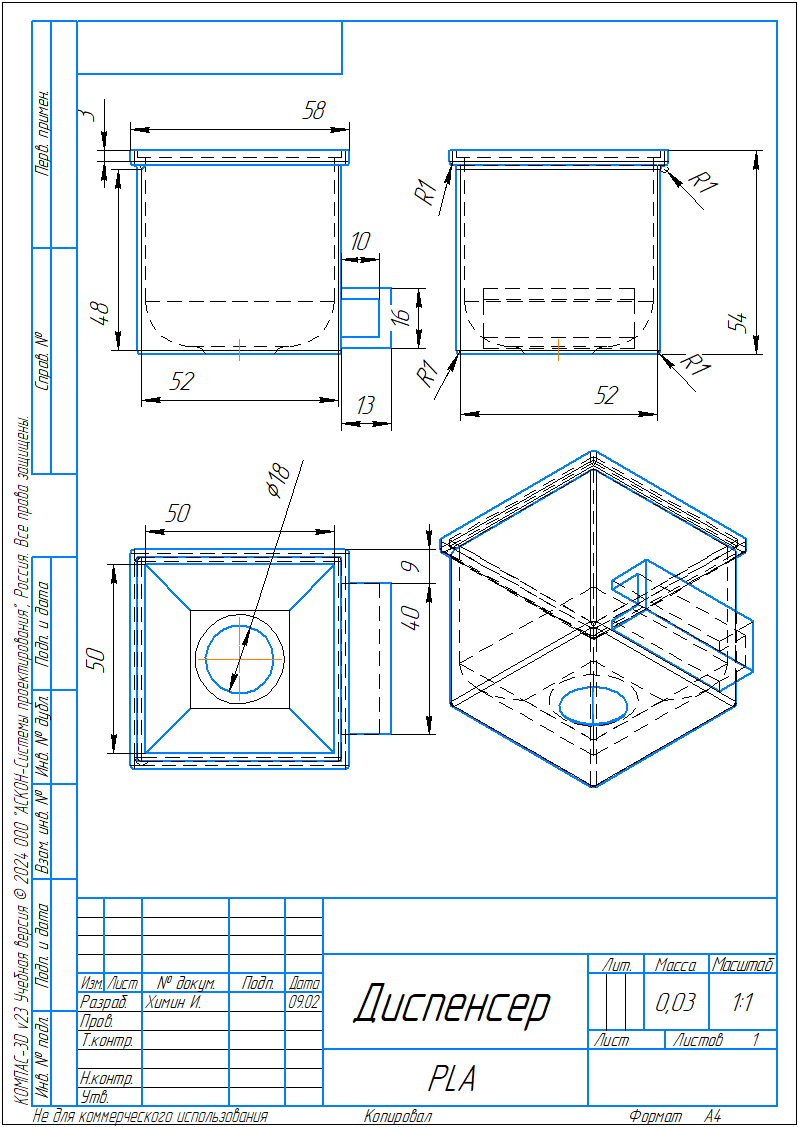 58
3
10
48
16
52
13
R1
R1
54
R1
R1
52
Ø18
50
9
50
40
Перв. примен.
Справ. №
Подп. и дата
Инв. № дубл.
Взам. инв. №
Подп. и дата
Инв. № подл.
КОМПАС-3D v23 Учебная версия © 2024 ООО "АСКОН-Системы проектирования", Россия. Все права защищены.
Изм. Лист № докум. Подп. Дата
Разраб. Химин И. 09.02
Пров.
Т.контр.
Н.контр.
Утв.
Диспенсер
PLA
Лит. Масса Масштаб
0,03 1:1
Лист Листов 1
Не для коммерческого использования Копировал Формат А4